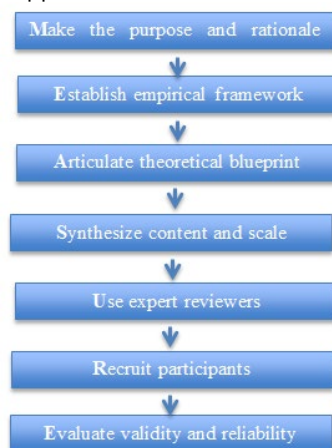 Make the purpose and rationale
Establish empirical framework
Articulate theoretical blueprint
Synthesize content and scale
Use expert reviewers
Recruit participants
Evaluate validity and reliability